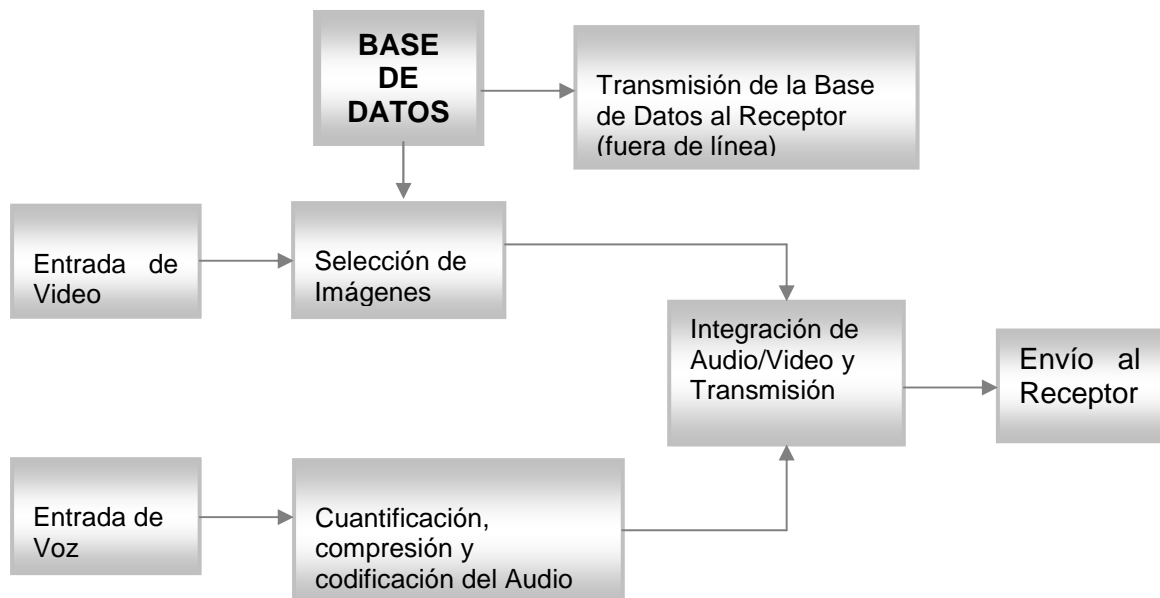 BASE
DE
DATOS
Transmisión de la Base
de Datos al Receptor
(fuera de línea)
Entrada de
Video
Selección de
Imágenes
Integración de
Audio/Video y
Transmisión
Envío al
Receptor
Entrada de
Voz
Cuantificación,
compresión y
codificación del Audio